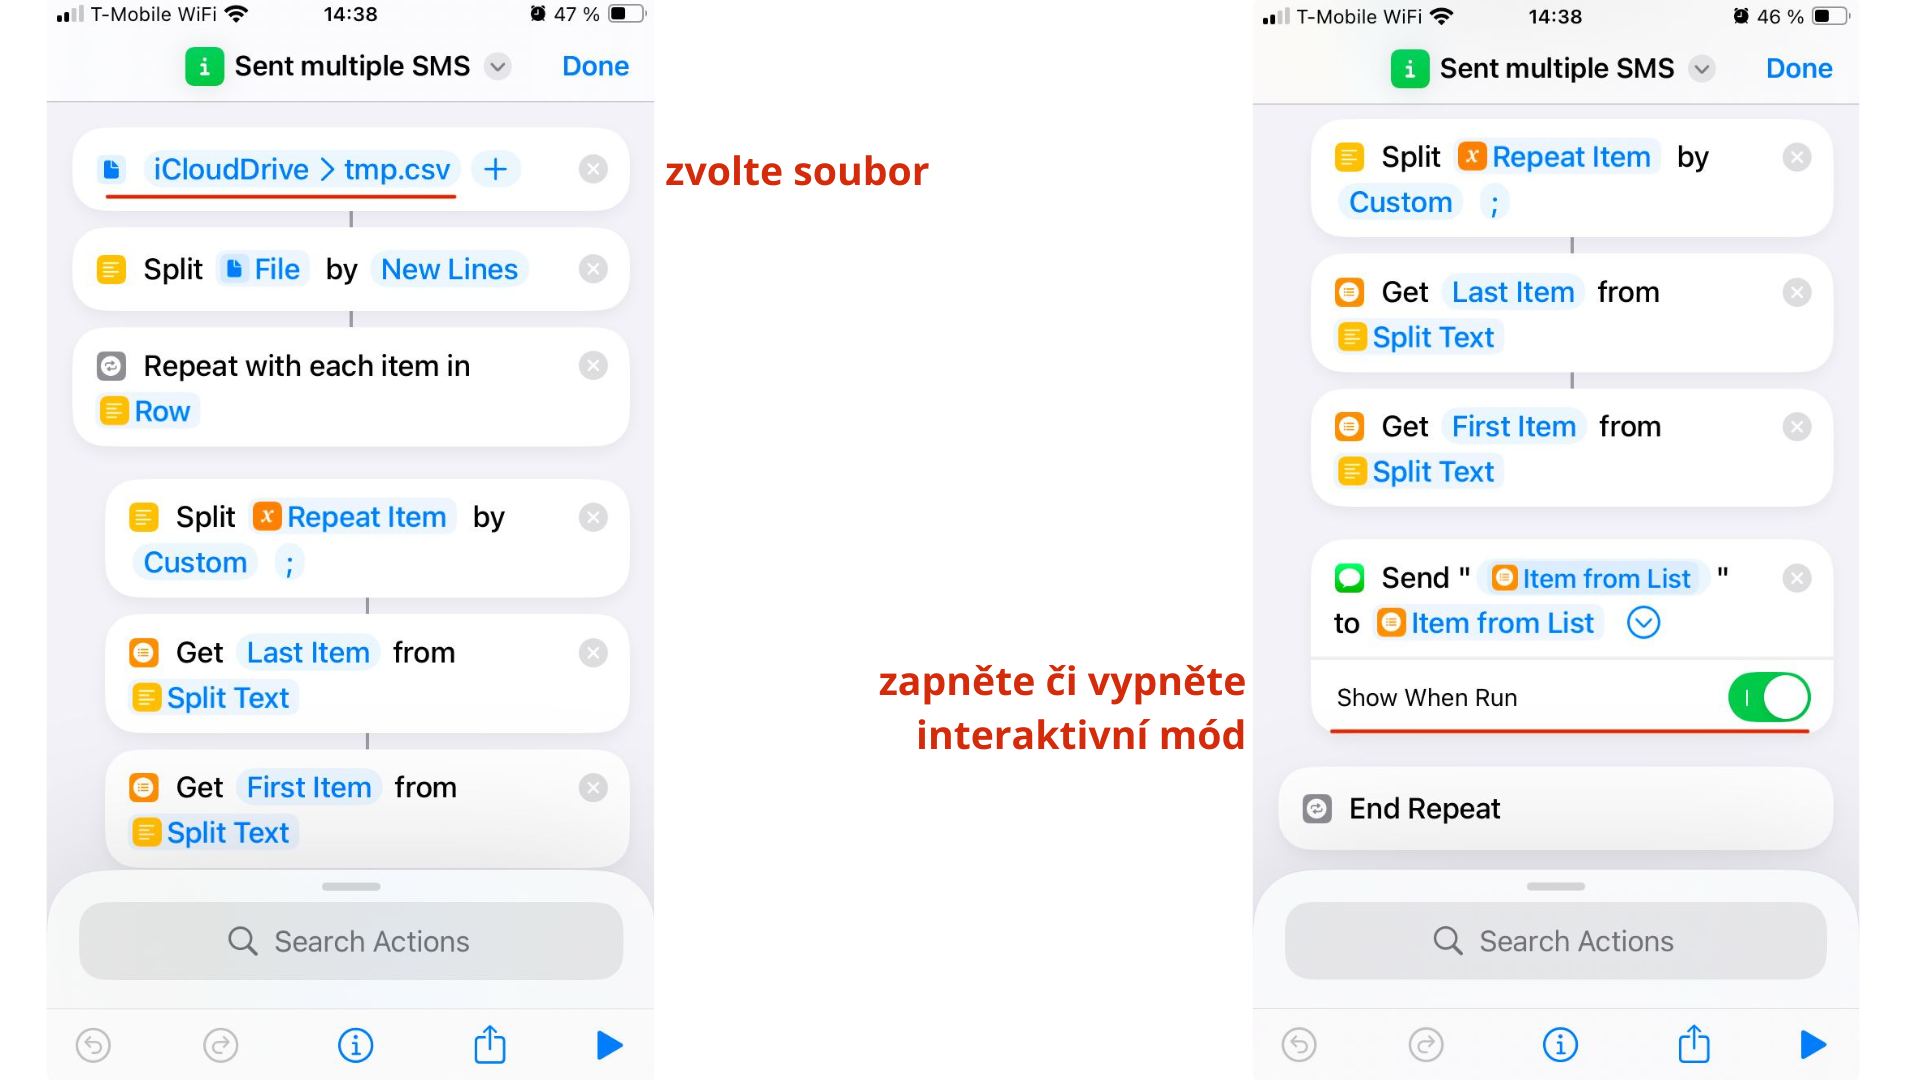 T-Mobile WiFi 14:38 47 %
Sent multiple SMS Done
iCloudDrive > tmp.csv +
Split File by New Lines
Repeat with each item in
Row
Split x Repeat Item by
Custom ;
Get Last Item from
Split Text
Get First Item from
Split Text
Search Actions
zvolte soubor
zapněte či vypněte
interaktivní mód
T-Mobile WiFi 14:38 46 %
Sent multiple SMS Done
Split x Repeat Item by
Custom ;
Get Last Item from
Split Text
Get First Item from
Split Text
Send " Item from List "
to Item from List
Show When Run
End Repeat
Search Actions